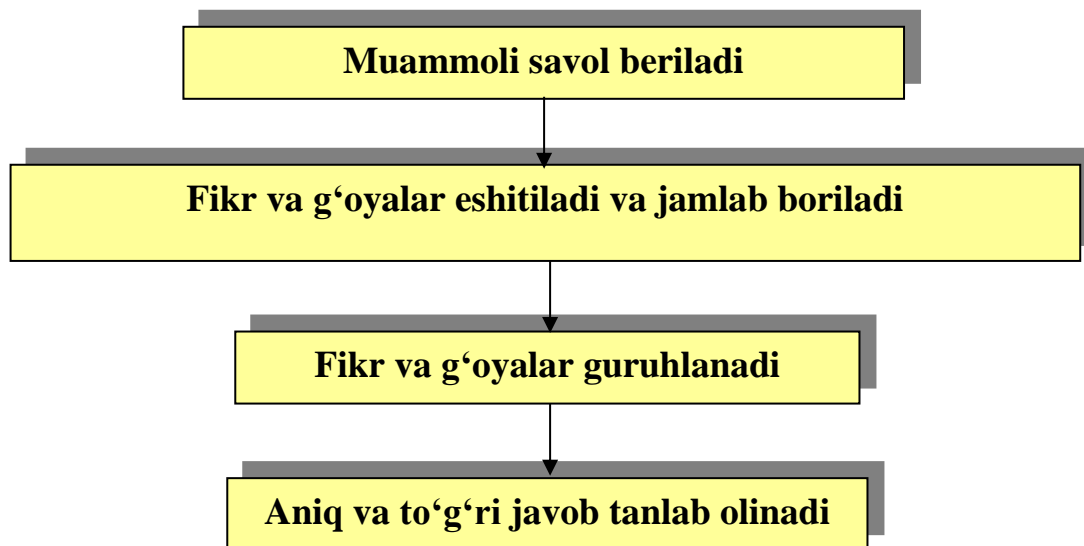 Muammoli savol beriladi
Fikr va g‘oyalar eshitiladi va jamlab boriladi
Fikr va g‘oyalar guruhlanadi
Aniq va to‘g‘ri javob tanlab olinadi